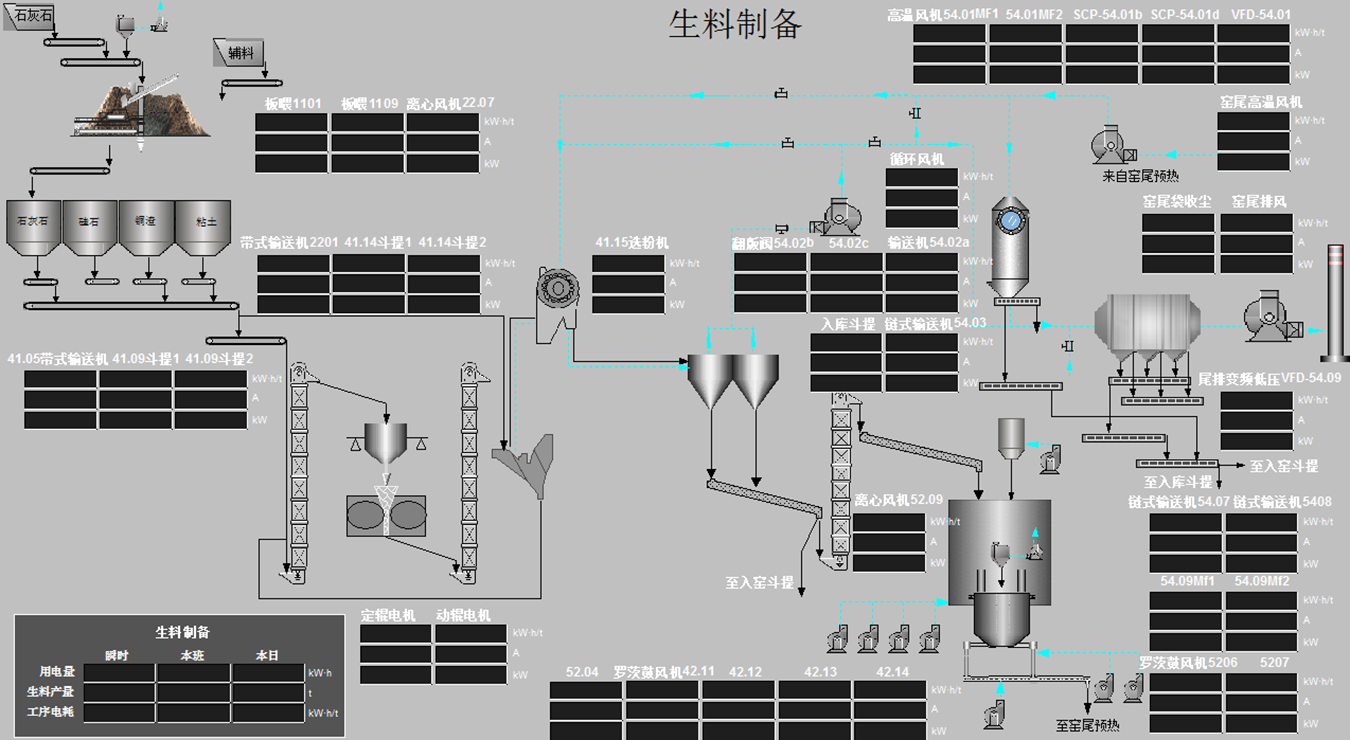 生料制备
石灰石
辅料
高温风机54.01MF1 54.01MF2 SCP-54.01b SCP-54.01d VFD-54.01
kW·h/t
A
kW
板喂1101 板喂1109 离心风机22.07
kW·h/t
A
kW
窑尾高温风机
kW·h/t
A
kW
来自窑尾预热
循环风机
kW·h/t
A
kW
窑尾袋收尘 窑尾排风
kW·h/t
A
kW
石灰石 硅石 铜渣 粘土
带式输送机2201 41.14斗提1 41.14斗提2
kW·h/t
A
kW
41.15选粉机
kW·h/t
A
kW
翻版阀54.02b 54.02c 输送机54.02a
kW·h/t
A
kW
入库斗提 链式输送机54.03
kW·h/t
A
kW
41.05带式输送机 41.09斗提1 41.09斗提2
kW·h/t
A
kW
尾排变频低压VFD-54.09
kW·h/t
A
kW
至入窑斗提
至入库斗提
离心风机52.09
kW·h/t
A
kW
链式输送机54.07 链式输送机5408
kW·h/t
A
kW
至入窑斗提
54.09Mf1 54.09Mf2
kW·h/t
A
kW
定辊电机 动辊电机
kW·h/t
A
kW
52.04 罗茨鼓风机42.11 42.12 42.13 42.14
kW·h/t
A
kW
罗茨鼓风机5206 5207
kW·h/t
A
kW
至窑尾预热
生料制备
瞬时 本班 本日
用电量 kW·h
生料产量 t
工序电耗 kW·h/t